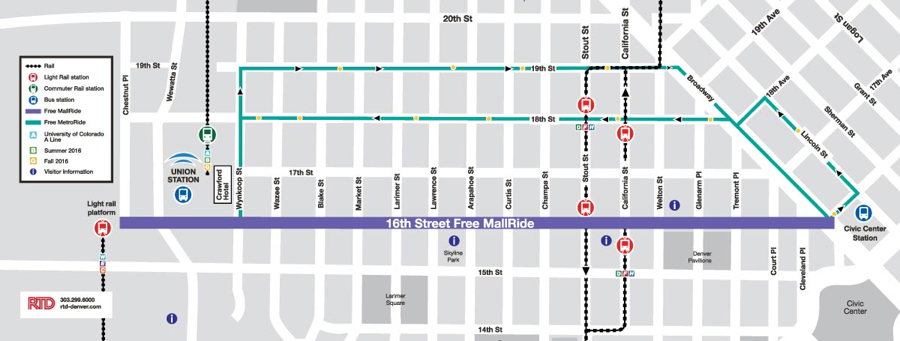 20th St
Stout St
California St
19th Ave
Logan St
Rail
Light Rail station
Commuter Rail station
Bus station
Free MallRide
Free MetroRide
University of Colorado
A Line
Summer 2016
Fall 2016
Visitor Information
Chestnut Pl
19th St
Wewatta St
19th St
Broadway
18th Ave
17th Ave
Grant St
Sherman St
Lincoln St
18th St
UNION
STATION
Crawford
Hotel
Wynkoop St
17th St
Wazee St
Blake St
Market St
Larimer St
Lawrence St
Arapahoe St
Curtis St
Champa St
Stout St
California St
Welton St
Glenarm Pl
Tremont Pl
Light rail
platform
16th Street Free MallRide
Civic Center
Station
Skyline
Park
Denver
Pavilions
Court Pl
Cleveland Pl
15th St
Larimer
Square
Civic
Center
RTD
303.299.6000
rtd-denver.com
14th St